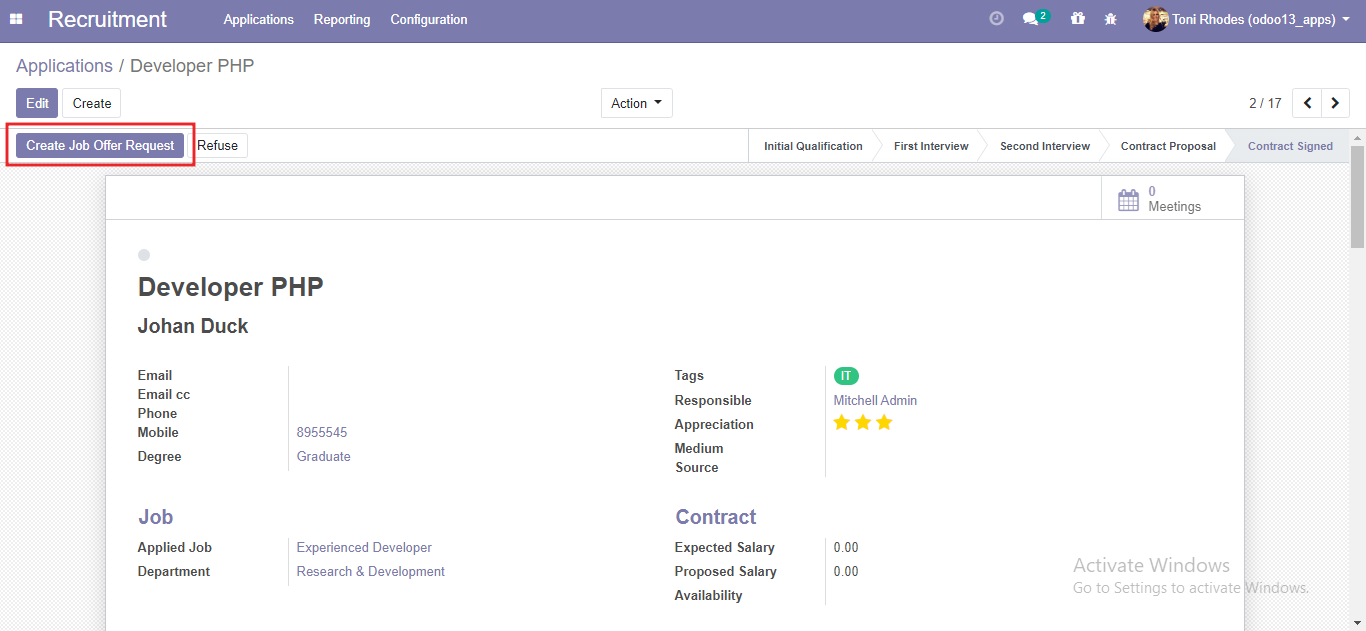 Recruitment Applications Reporting Configuration 2 Toni Rhodes (odoo13_apps)
Applications / Developer PHP
Edit Create Action 2 / 17
Create Job Offer Request Refuse Initial Qualification First Interview Second Interview Contract Proposal Contract Signed
0
Meetings
Developer PHP
Johan Duck
Email
Email cc
Phone
Mobile 8955545
Degree Graduate
Tags IT
Responsible Mitchell Admin
Appreciation
Medium
Source
Job
Applied Job Experienced Developer
Department Research & Development
Contract
Expected Salary 0.00
Proposed Salary 0.00
Availability
Activate Windows
Go to Settings to activate Windows.